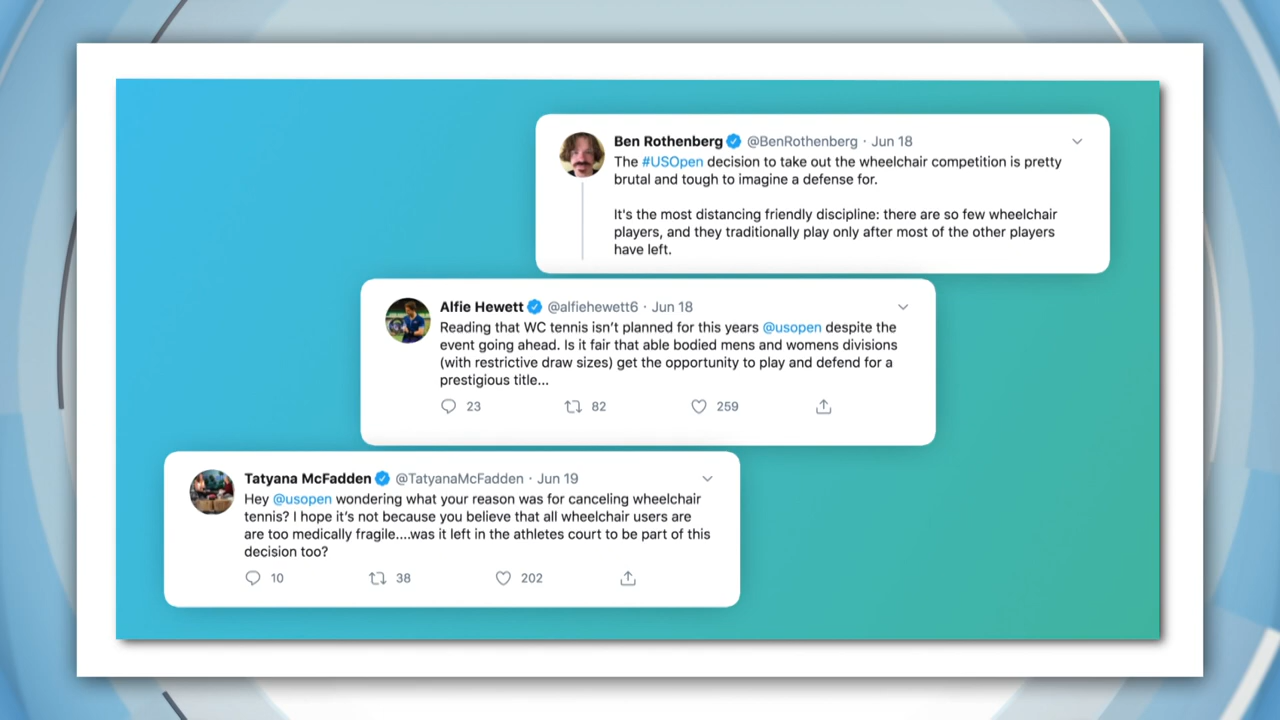 Ben Rothenberg @BenRothenberg · Jun 18
The #USOpen decision to take out the wheelchair competition is pretty
brutal and tough to imagine a defense for.
It's the most distancing friendly discipline: there are so few wheelchair
players, and they traditionally play only after most of the other players
have left.
Alfie Hewett @alfiehewett6 · Jun 18
Reading that WC tennis isn't planned for this years @usopen despite the
event going ahead. Is it fair that able bodied mens and womens divisions
(with restrictive draw sizes) get the opportunity to play and defend for a
prestigious title...
23 82 259
Tatyana McFadden @TatyanaMcFadden · Jun 19
Hey @usopen wondering what your reason was for canceling wheelchair
tennis? I hope it's not because you believe that all wheelchair users are
are too medically fragile....was it left in the athletes court to be part of this
decision too?
10 38 202